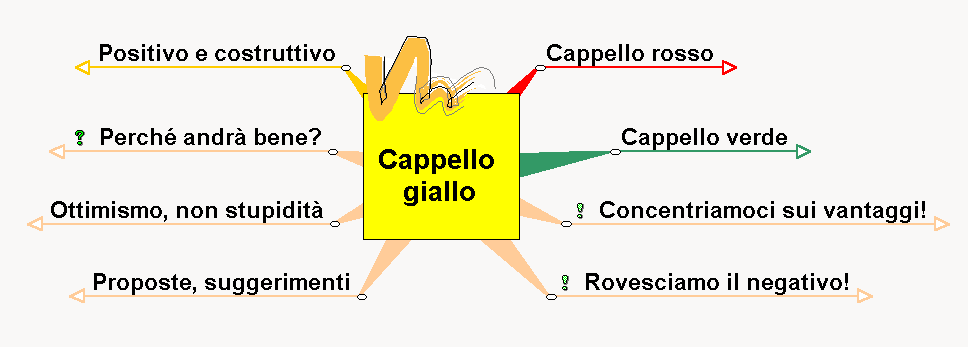 Positivo e costruttivo
Cappello rosso
? Perché andrà bene?
Cappello verde
Cappello
giallo
Ottimismo, non stupidità
! Concentriamoci sui vantaggi!
Proposte, suggerimenti
! Rovesciamo il negativo!